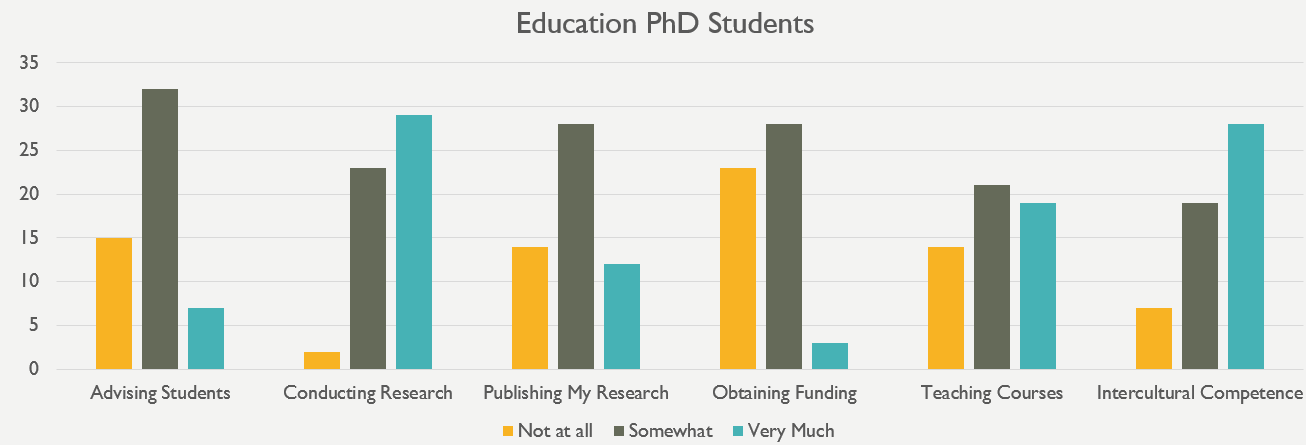 Education PhD Students
35
30
25
20
15
10
5
0
Advising Students Conducting Research Publishing My Research Obtaining Funding Teaching Courses Intercultural Competence
Not at all Somewhat Very Much